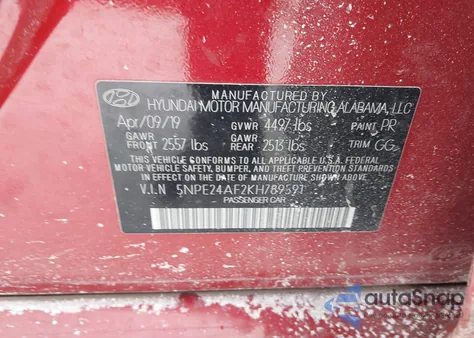 MANUFACTURED BY
HYUNDAI MOTOR MANUFACTURING ALABAMA, LLC
Apr/09/19 GVWR 4497 lbs PAINT PR
GAWR FRONT 2557 lbs GAWR REAR 2513 lbs TRIM GG
THIS VEHICLE CONFORMS TO ALL APPLICABLE U.S.A FEDERAL
MOTOR VEHICLE SAFETY, BUMPER, AND THEFT PREVENTION STANDARDS
IN EFFECT ON THE DATE OF MANUFACTURE SHOWN ABOVE.
V.I.N 5NPE24AF2KH789591
PASSENGER CAR
autoSnap